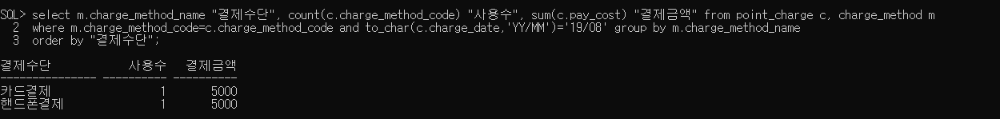 SQL> select m.charge_method_name "결제수단", count(c.charge_method_code) "사용수", sum(c.pay_cost) "결제금액" from point_charge c, charge_method m
2 where m.charge_method_code=c.charge_method_code and to_char(c.charge_date,'YY/MM')='19/08' group by m.charge_method_name
3 order by "결제수단";
결제수단 사용수 결제금액
--------------- ---------- ----------
카드결제 1 5000
핸드폰결제 1 5000